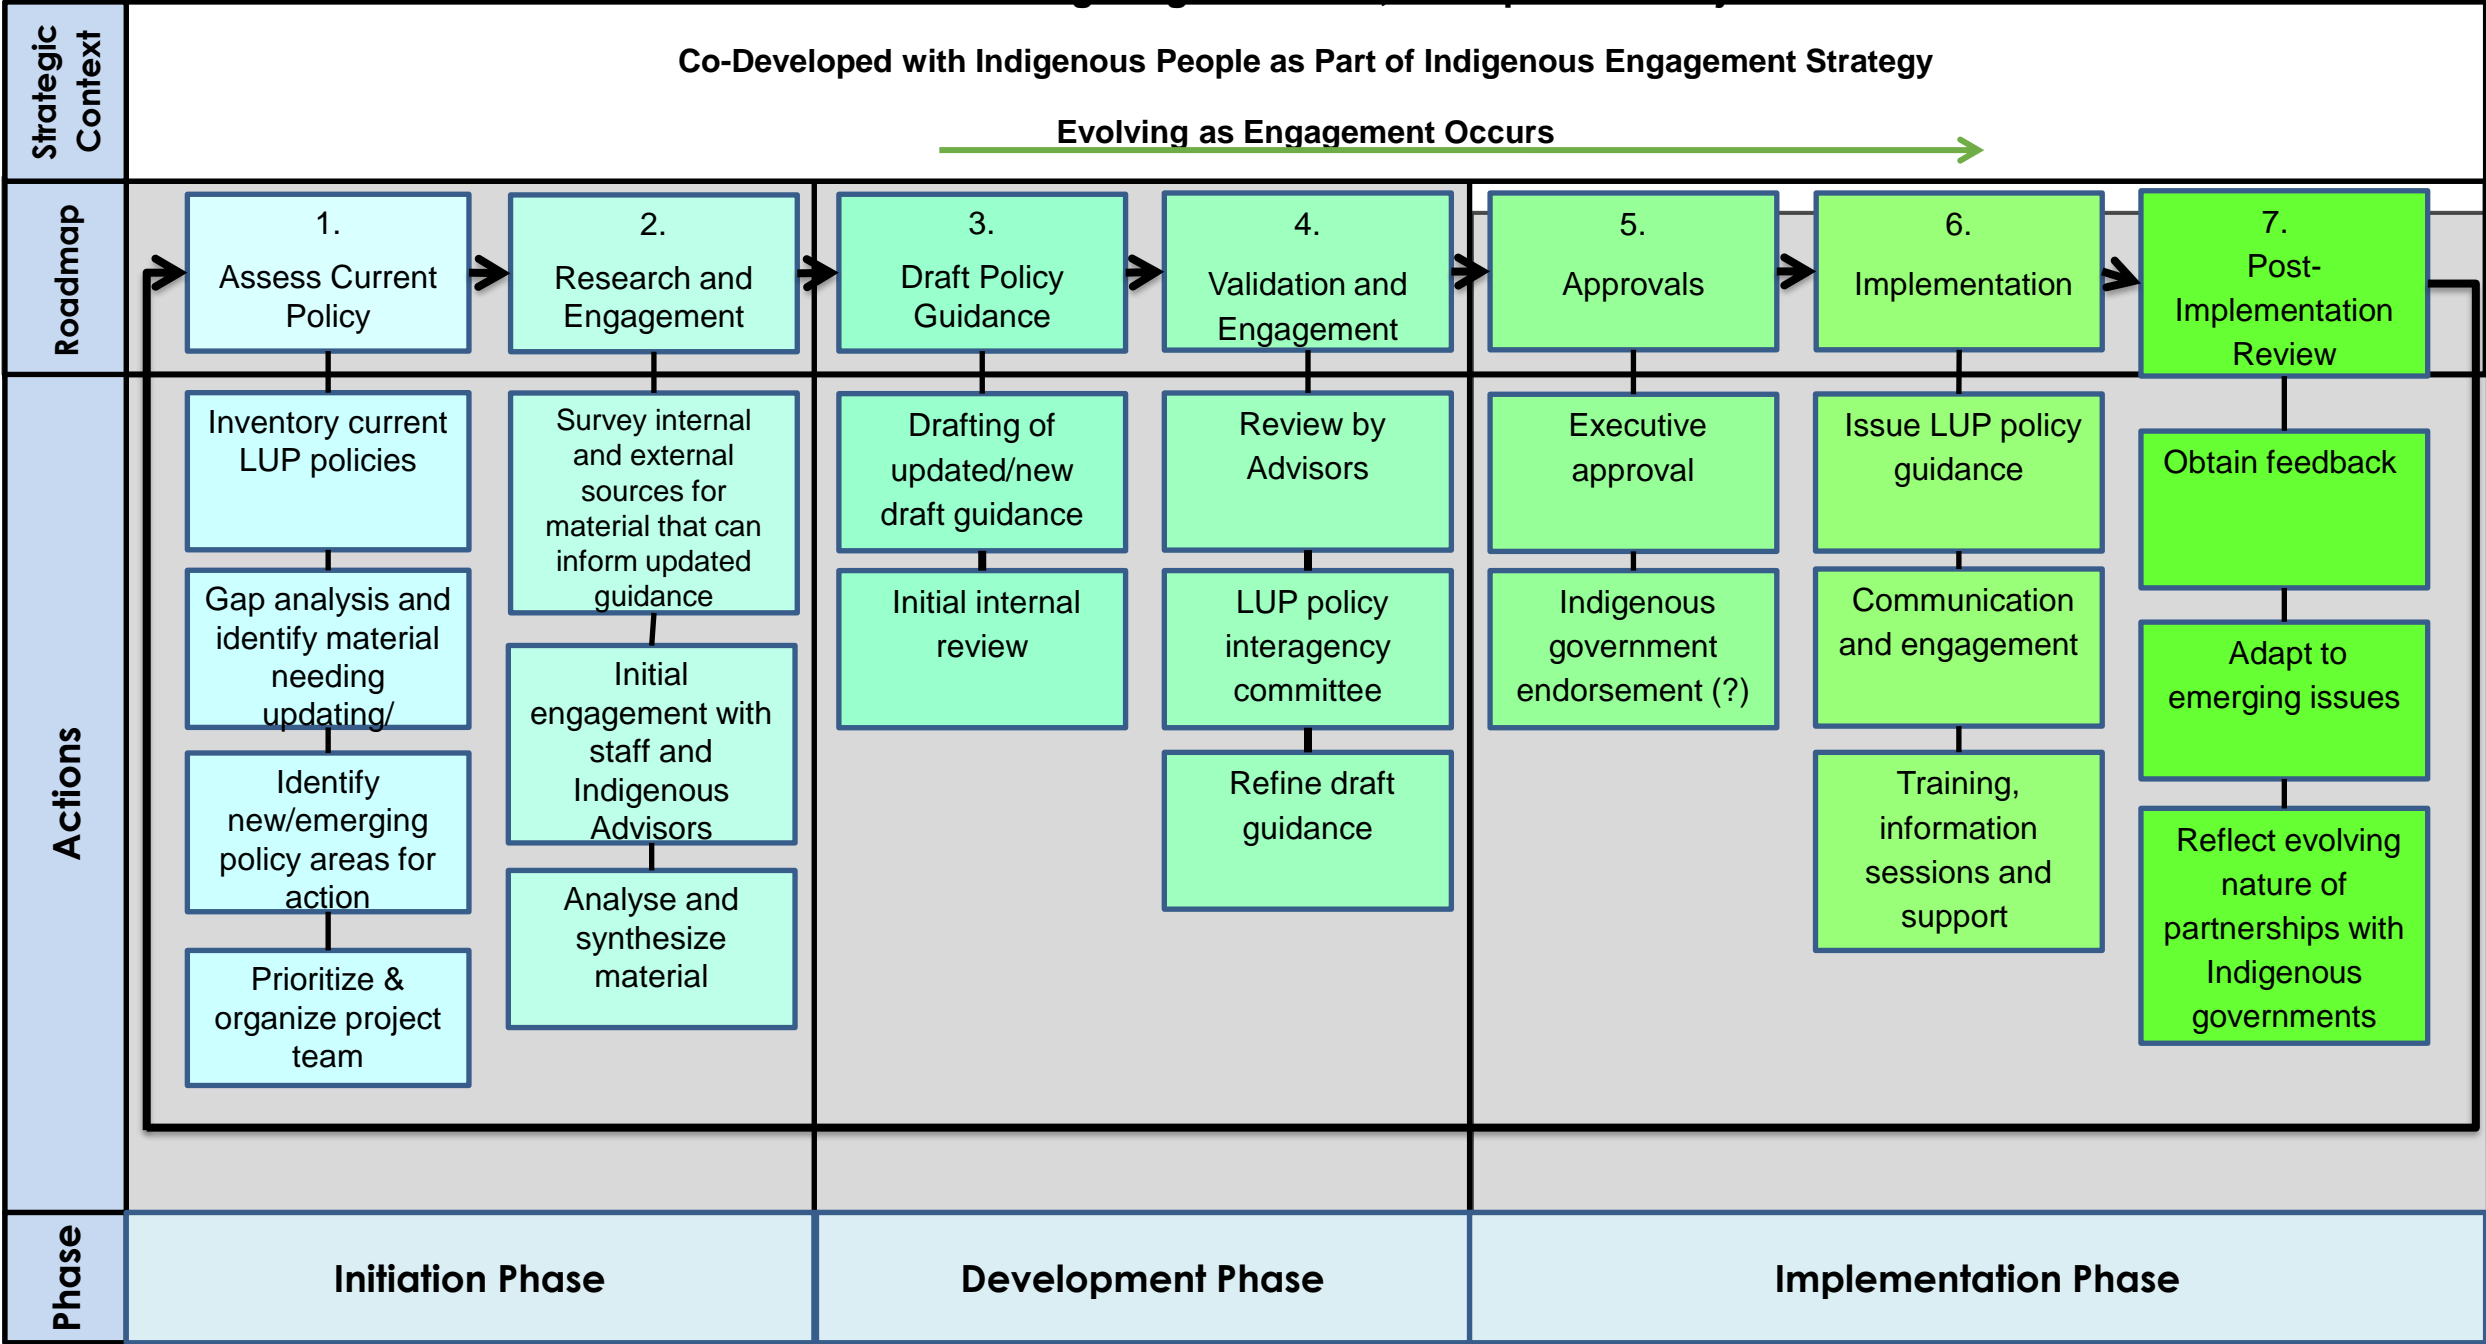 Co-Developed with Indigenous People as Part of Indigenous Engagement Strategy
Evolving as Engagement Occurs
Strategic
Context
Roadmap
1.
Assess Current
Policy
2.
Research and
Engagement
3.
Draft Policy
Guidance
4.
Validation and
Engagement
5.
Approvals
6.
Implementation
7.
Post-
Implementation
Review
Actions
Inventory current
LUP policies
Gap analysis and
identify material
needing
updating/
Identify
new/emerging
policy areas for
action
Prioritize &
organize project
team
Survey internal
and external
sources for
material that can
inform updated
guidance
Initial
engagement with
staff and
Indigenous
Advisors
Analyse and
synthesize
material
Drafting of
updated/new
draft guidance
Initial internal
review
Review by
Advisors
LUP policy
interagency
committee
Refine draft
guidance
Executive
approval
Indigenous
government
endorsement (?)
Issue LUP policy
guidance
Communication
and engagement
Training,
information
sessions and
support
Obtain feedback
Adapt to
emerging issues
Reflect evolving
nature of
partnerships with
Indigenous
governments
Phase
Initiation Phase
Development Phase
Implementation Phase